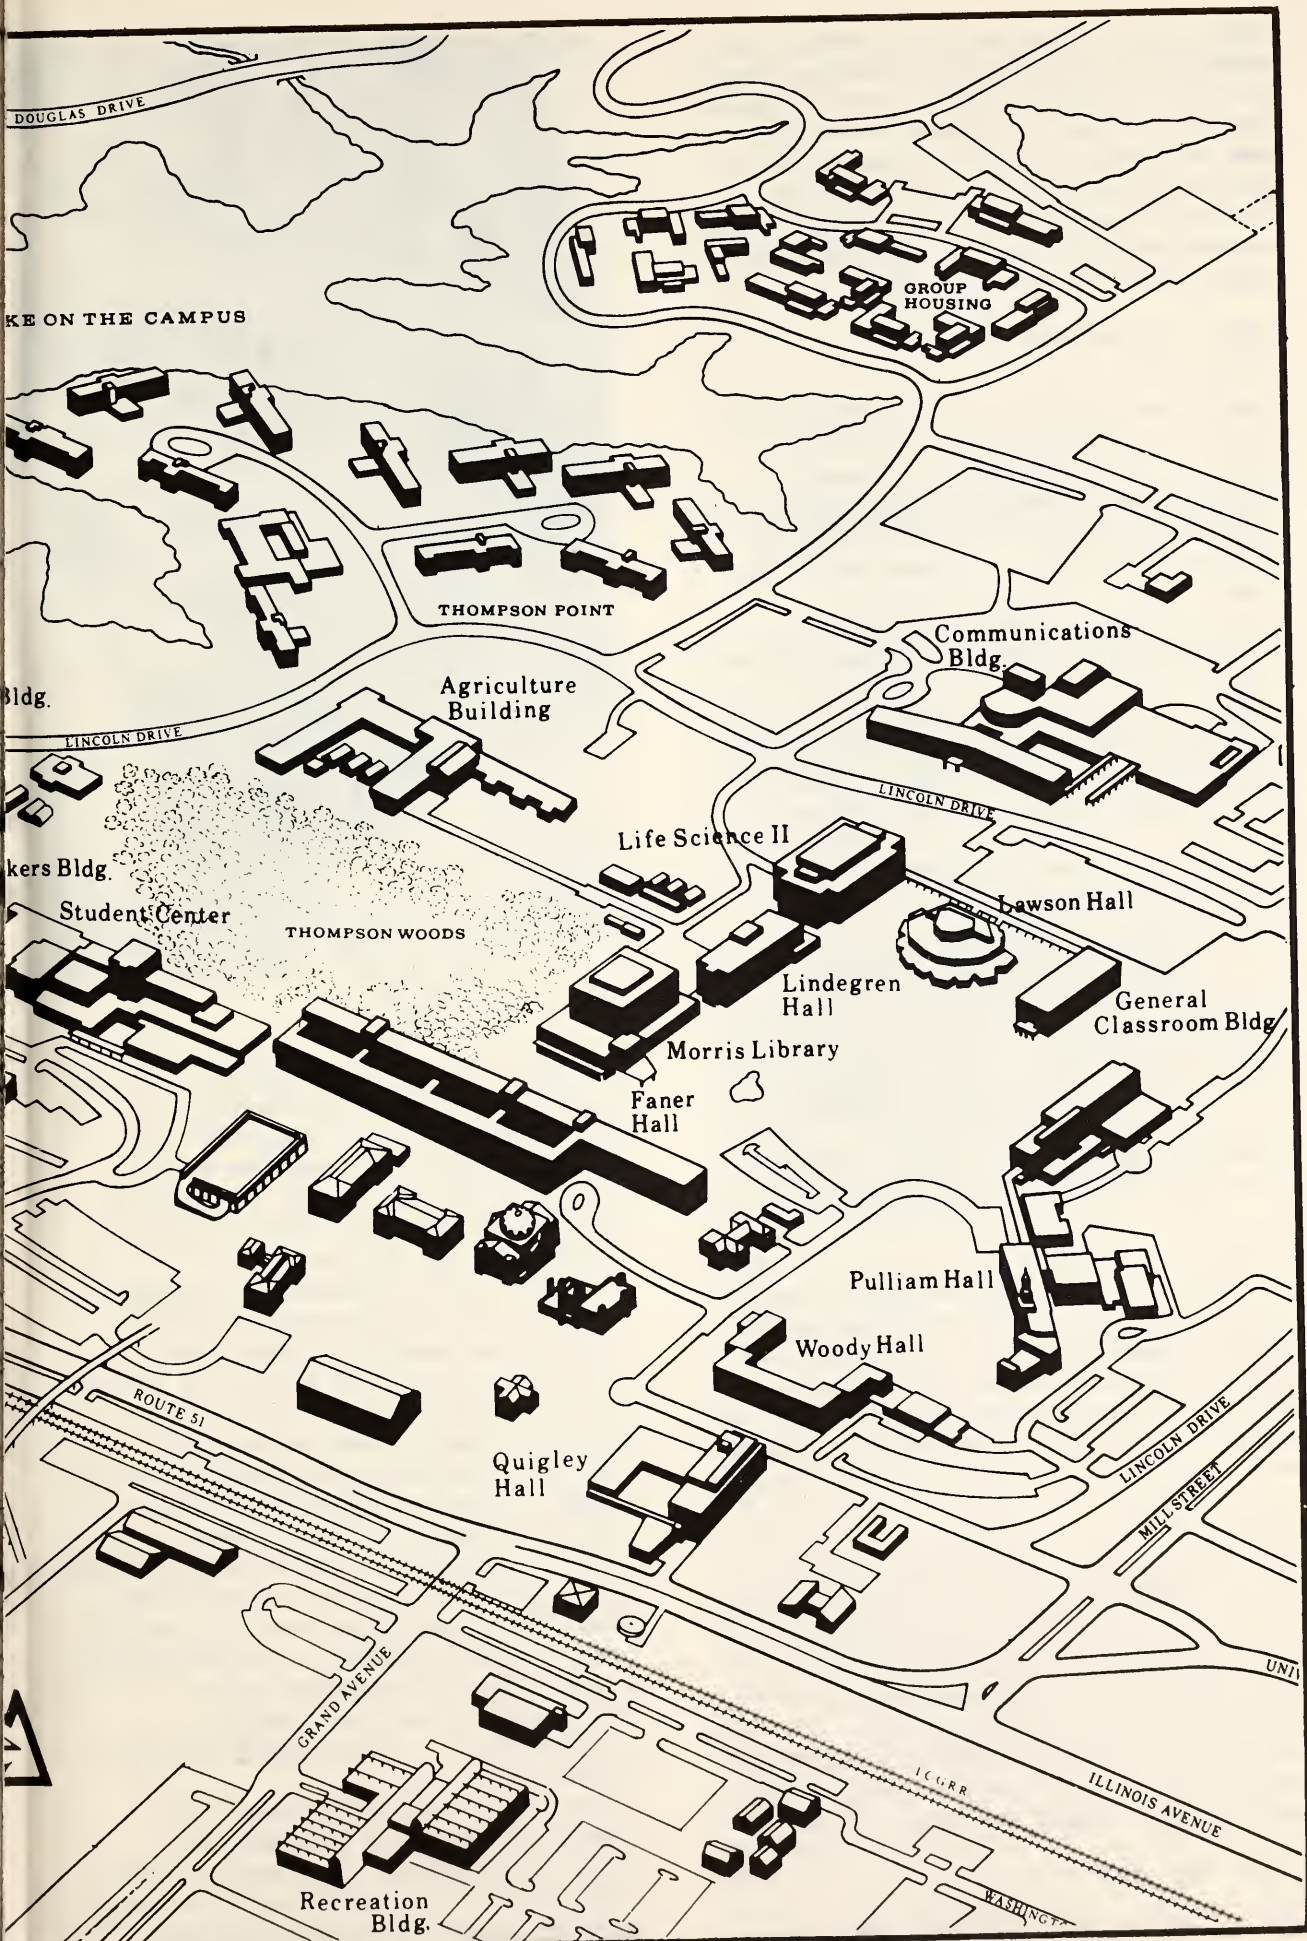 DOUGLAS DRIVE
GROUP
HOUSING
KE ON THE CAMPUS
THOMPSON POINT
Communications
Bldg.
Agriculture
Building
Bldg.
LINCOLN DRIVE
LINCOLN DRIVE
Life Science II
kers Bldg.
Student Center
THOMPSON WOODS
Lawson Hall
Lindegren
Hall
General
Classroom Bldg
Morris Library
Faner
Hall
Pulliam Hall
Woody Hall
ROUTE 51
LINCOLN DRIVE
Quigley
Hall
MILL STREET
GRAND AVENUE
UNIV
ICGRR
ILLINOIS AVENUE
Recreation
Bldg.
WASHINGT